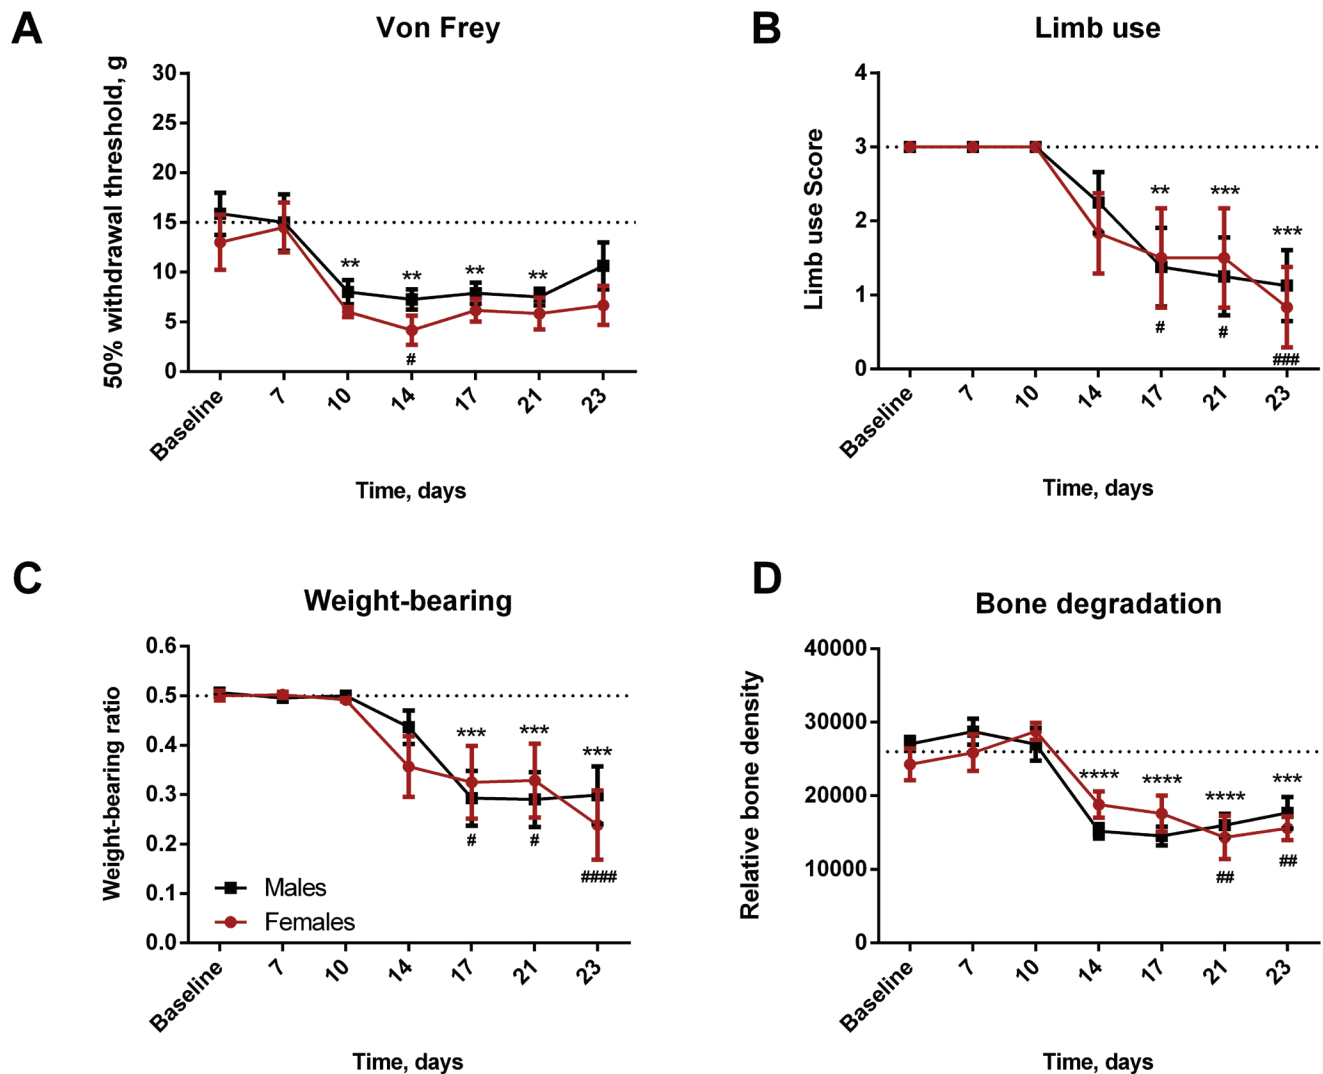 A
Von Frey
50% withdrawal threshold, g
30
25
20
15
10
5
0
** ** ** **
#
Baseline 7 10 14 17 21 23
Time, days
B
Limb use
Limb use Score
4
3
2
1
0
** *** ***
# # ###
Baseline 7 10 14 17 21 23
Time, days
C
Weight-bearing
Weight-bearing ratio
0.6
0.5
0.4
0.3
0.2
0.1
0.0
*** *** ***
# # ####
Males
Females
Baseline 7 10 14 17 21 23
Time, days
D
Bone degradation
Relative bone density
40000
30000
20000
10000
0
**** **** **** ***
## ##
Baseline 7 10 14 17 21 23
Time, days